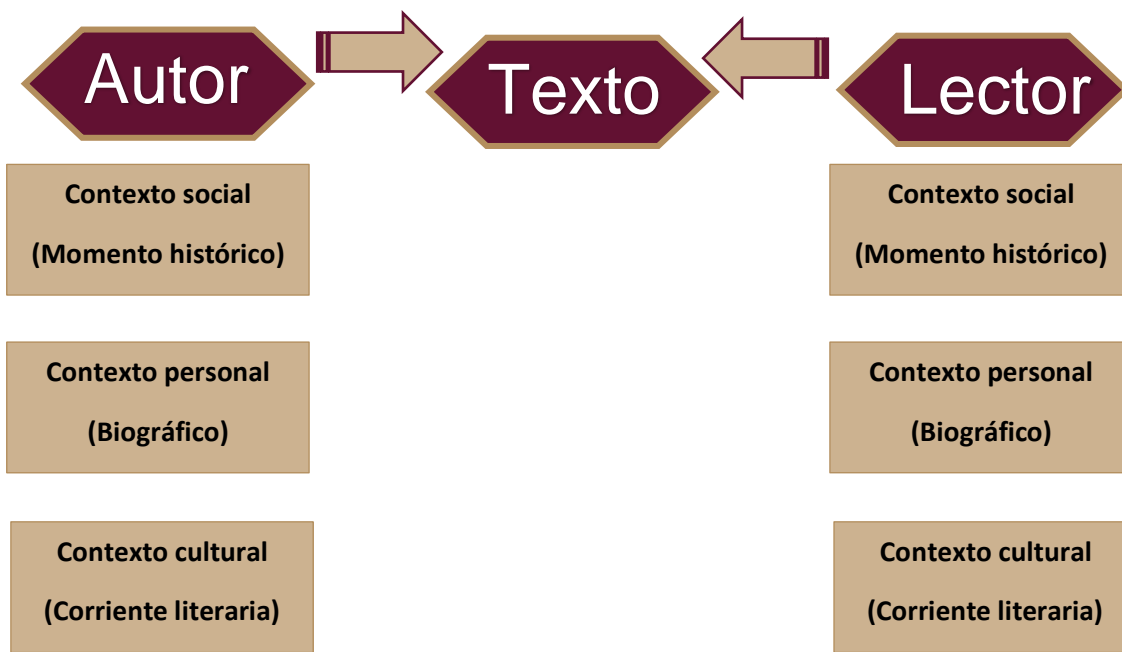 Autor
Texto
Lector
Contexto social
(Momento histórico)
Contexto social
(Momento histórico)
Contexto personal
(Biográfico)
Contexto personal
(Biográfico)
Contexto cultural
(Corriente literaria)
Contexto cultural
(Corriente literaria)